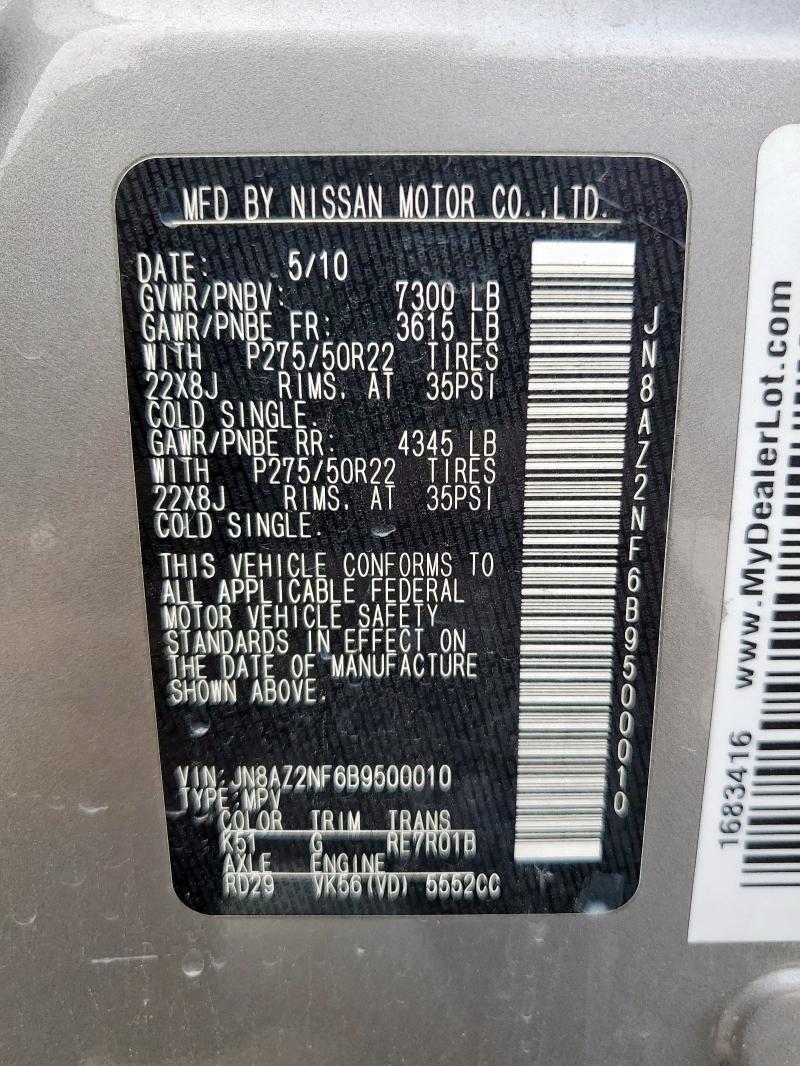 MFD BY NISSAN MOTOR CO.,LTD.
DATE: 5/10
GVWR/PNBV: 7300 LB
GAWR/PNBE FR: 3615 LB
WITH P275/50R22 TIRES
22X8J RIMS, AT 35PSI
COLD SINGLE.
GAWR/PNBE RR: 4345 LB
WITH P275/50R22 TIRES
22X8J RIMS, AT 35PSI
COLD SINGLE.
THIS VEHICLE CONFORMS TO
ALL APPLICABLE FEDERAL
MOTOR VEHICLE SAFETY
STANDARDS IN EFFECT ON
THE DATE OF MANUFACTURE
SHOWN ABOVE.
VIN:JN8AZ2NF6B9500010
TYPE:MPV
COLOR TRIM TRANS
K51 G RE7R01B
AXLE ENGINE
RD29 VK56(VD) 5552CC
JN8AZ2NF6B9500010
1683416 www.MyDealerLot.com